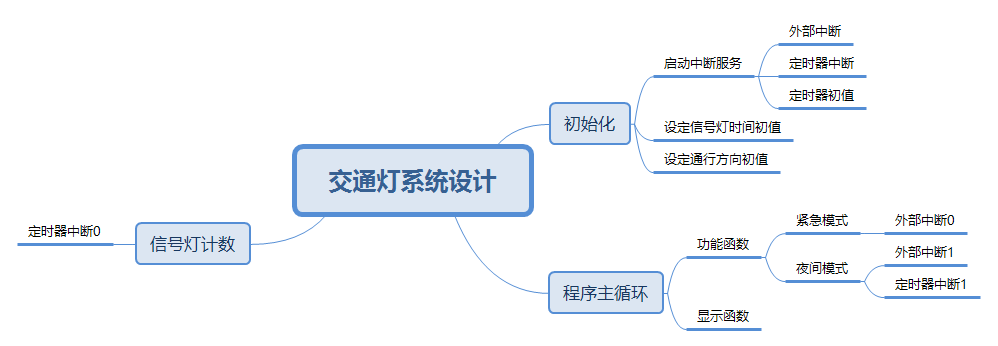 交通灯系统设计
初始化
启动中断服务
外部中断
定时器中断
定时器初值
设定信号灯时间初值
设定通行方向初值
程序主循环
功能函数
紧急模式
外部中断0
夜间模式
外部中断1
定时器中断1
显示函数
信号灯计数
定时器中断0